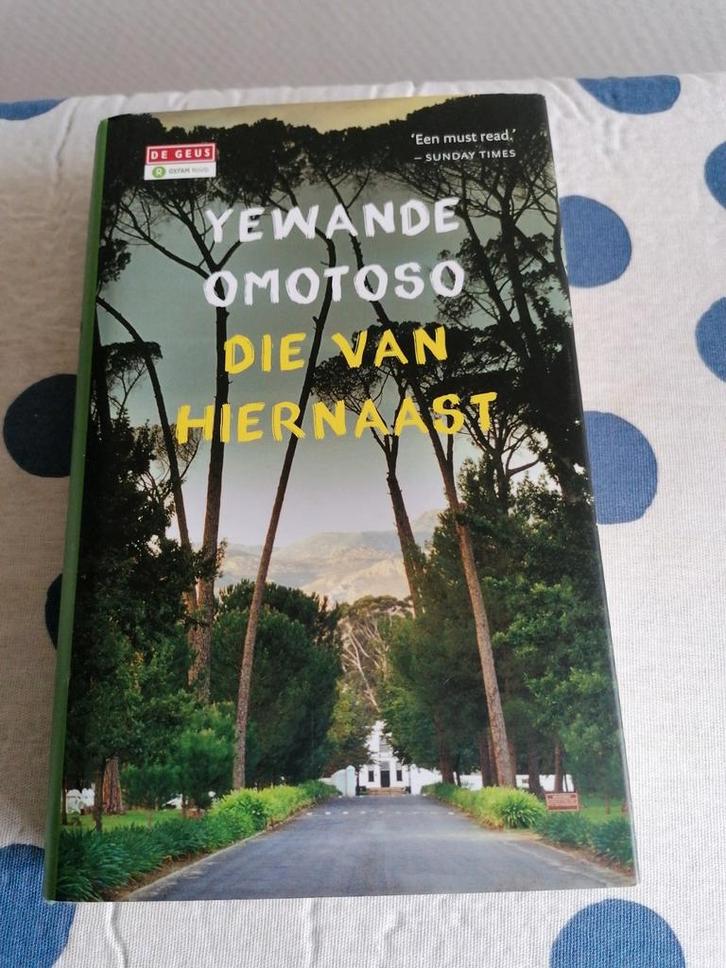 DE GEUS
OXFAM Novib
'Een must read.'
– SUNDAY TIMES
YEWANDE
OMOTOSO
DIE VAN
HIERNAAST